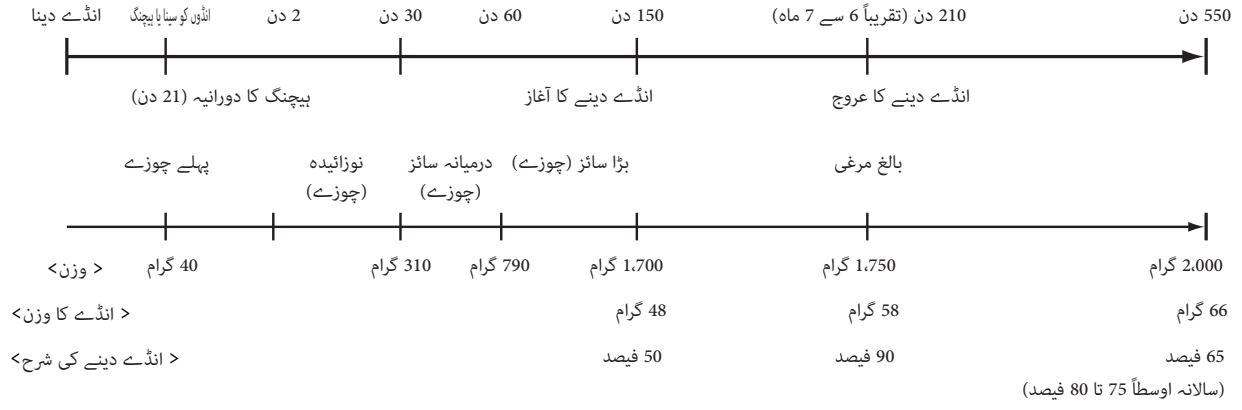 انڈے دینا
انڈوں کو سینا یا ہیچنگ
2 دن
30 دن
60 دن
150 دن
210 دن (تقریباً 6 سے 7 ماہ)
550 دن
ہیچنگ کا دورانیہ (21 دن)
انڈے دینے کا آغاز
انڈے دینے کا عروج
پہلے چوزے
نوزائیدہ
(چوزے)
درمیانہ سائز
(چوزے)
بڑا سائز (چوزے)
بالغ مرغی
< وزن>
40 گرام
310 گرام
790 گرام
1،700 گرام
1،750 گرام
2،000 گرام
< انڈے کا وزن>
48 گرام
58 گرام
66 گرام
< انڈے دینے کی شرح>
50 فیصد
90 فیصد
65 فیصد
(سالانہ اوسطاً 75 تا 80 فیصد)